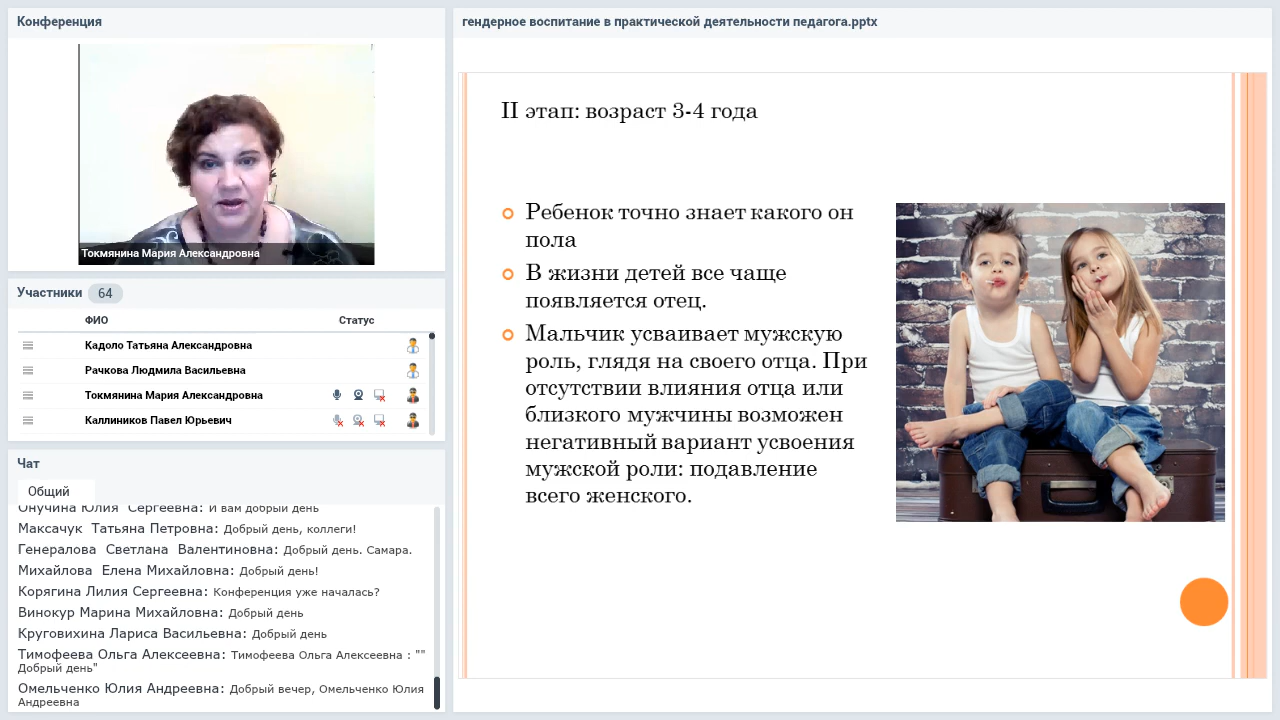 Конференция
Токмянина Мария Александровна
Участники 64
ФИО Статус
Кадоло Татьяна Александровна
Рачкова Людмила Васильевна
Токмянина Мария Александровна
Каллиников Павел Юрьевич
Чат
Общий
Онучина Юлия Сергеевна: И вам добрый день
Максачук Татьяна Петровна: Добрый день, коллеги!
Генералова Светлана Валентиновна: Добрый день. Самара.
Михайлова Елена Михайловна: Добрый день!
Корягина Лилия Сергеевна: Конференция уже началась?
Винокур Марина Михайловна: Добрый день
Круговихина Лариса Васильевна: Добрый день
Тимофеева Ольга Алексеевна: Тимофеева Ольга Алексеевна : ""
Добрый день"
Омельченко Юлия Андреевна: Добрый вечер, Омельченко Юлия
Андреевна
гендерное воспитание в практической деятельности педагога.pptx
II этап: возраст 3-4 года
Ребенок точно знает какого он
пола
В жизни детей все чаще
появляется отец.
Мальчик усваивает мужскую
роль, глядя на своего отца. При
отсутствии влияния отца или
близкого мужчины возможен
негативный вариант усвоения
мужской роли: подавление
всего женского.